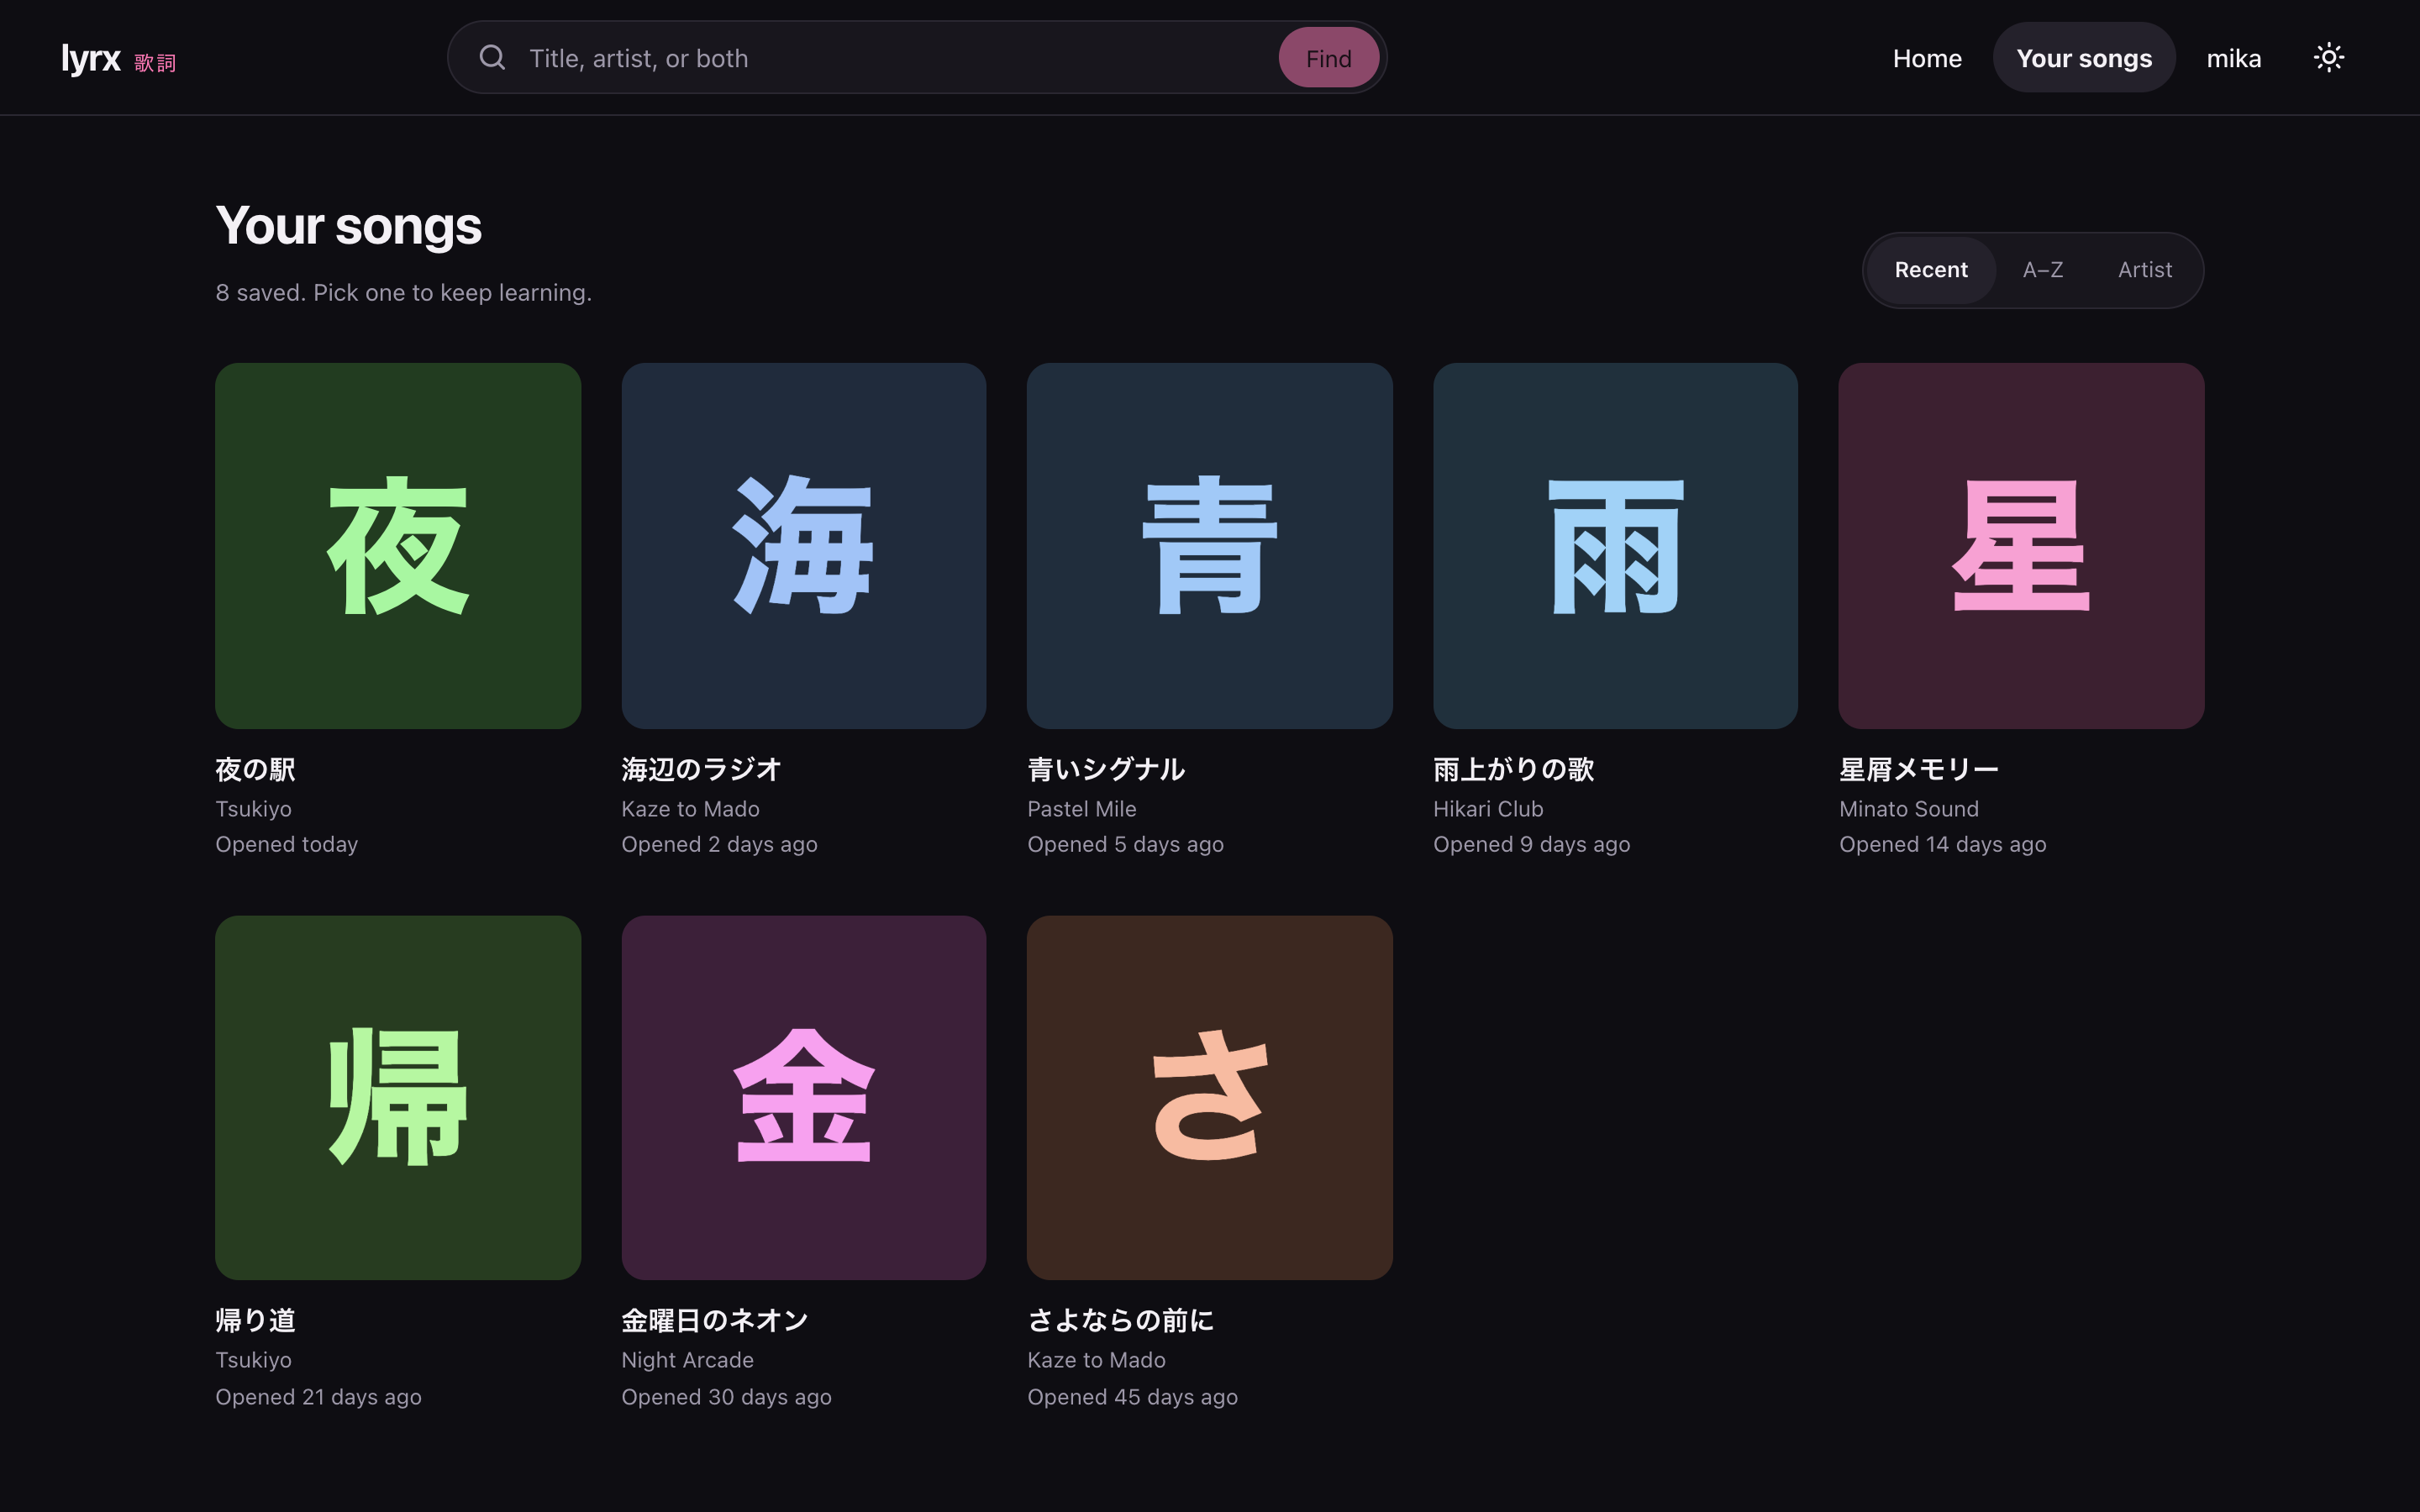 lyrx 歌詞
Title, artist, or both
Find
Home
Your songs
mika
Your songs
8 saved. Pick one to keep learning.
Recent
A–Z
Artist
夜
海
青
雨
星
夜の駅
Tsukiyo
Opened today
海辺のラジオ
Kaze to Mado
Opened 2 days ago
青いシグナル
Pastel Mile
Opened 5 days ago
雨上がりの歌
Hikari Club
Opened 9 days ago
星屑メモリー
Minato Sound
Opened 14 days ago
帰
金
さ
帰り道
Tsukiyo
Opened 21 days ago
金曜日のネオン
Night Arcade
Opened 30 days ago
さよならの前に
Kaze to Mado
Opened 45 days ago